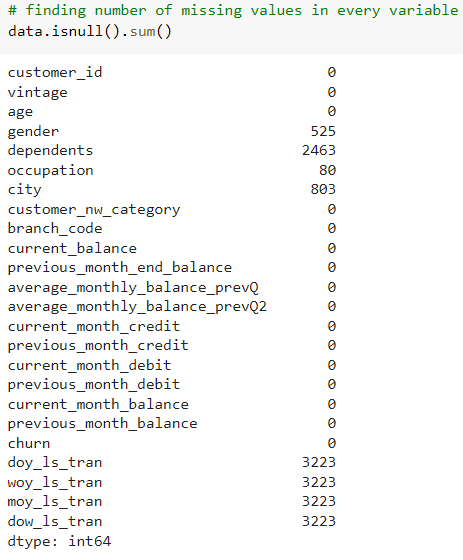 # finding number of missing values in every variable
data.isnull().sum()
customer_id 0
vintage 0
age 0
gender 525
dependents 2463
occupation 80
city 803
customer_nw_category 0
branch_code 0
current_balance 0
previous_month_end_balance 0
average_monthly_balance_prevQ 0
average_monthly_balance_prevQ2 0
current_month_credit 0
previous_month_credit 0
current_month_debit 0
previous_month_debit 0
current_month_balance 0
previous_month_balance 0
churn 0
doy_ls_tran 3223
woy_ls_tran 3223
moy_ls_tran 3223
dow_ls_tran 3223
dtype: int64